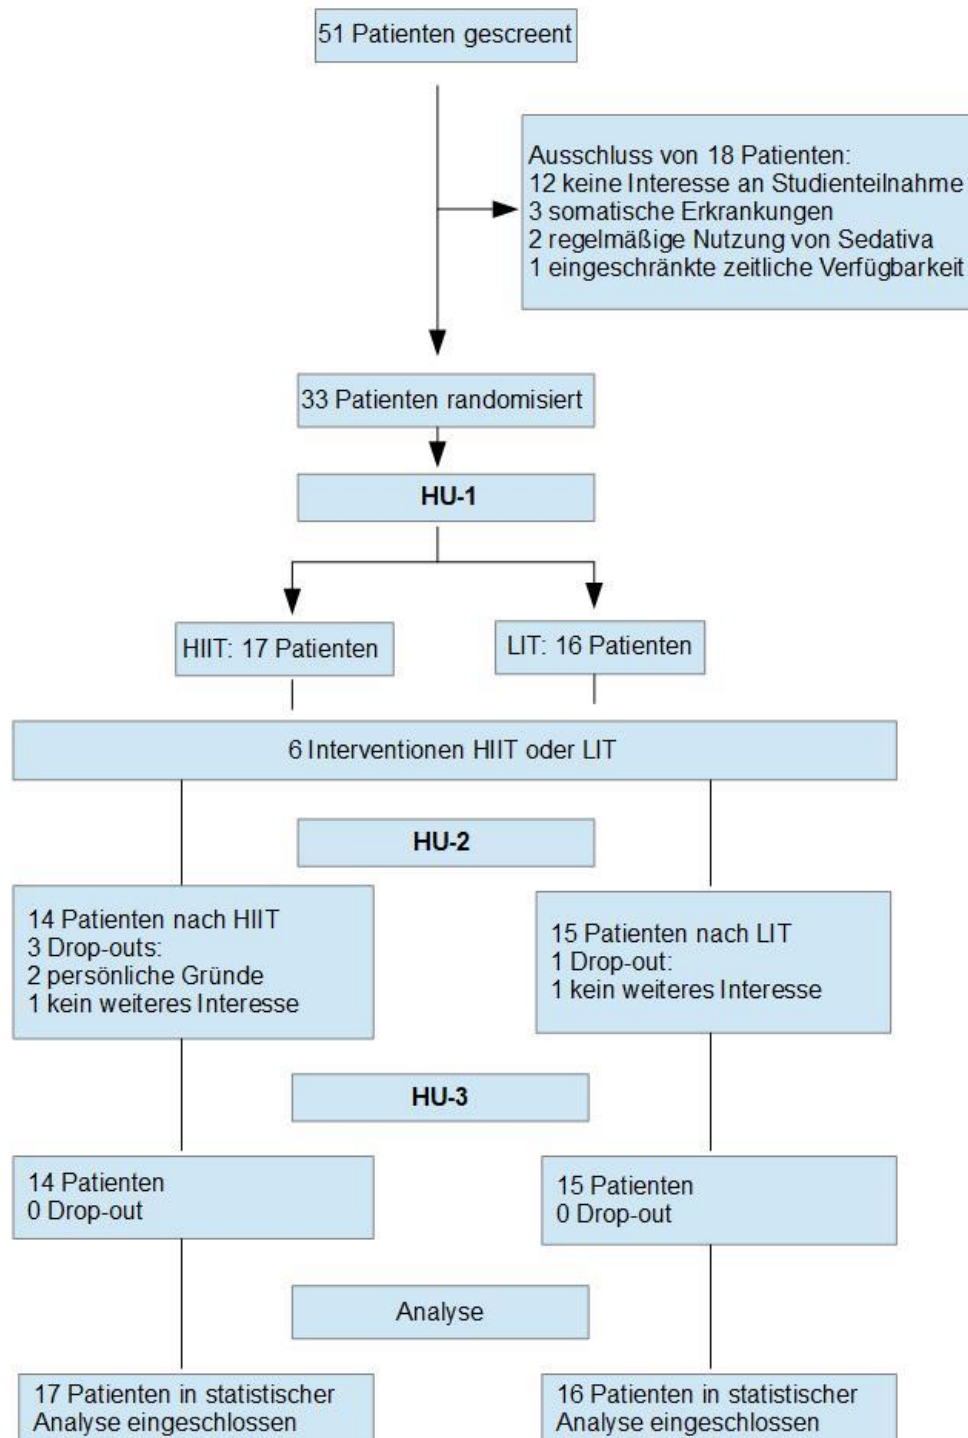 51 Patienten gescreent
Ausschluss von 18 Patienten:
12 keine Interesse an Studienteilnahme
3 somatische Erkrankungen
2 regelmäßige Nutzung von Sedativa
1 eingeschränkte zeitliche Verfügbarkeit
33 Patienten randomisiert
HU-1
HIIT: 17 Patienten
LIT: 16 Patienten
6 Interventionen HIIT oder LIT
HU-2
14 Patienten nach HIIT
3 Drop-outs:
2 persönliche Gründe
1 kein weiteres Interesse
15 Patienten nach LIT
1 Drop-out:
1 kein weiteres Interesse
HU-3
14 Patienten
0 Drop-out
15 Patienten
0 Drop-out
Analyse
17 Patienten in statistischer
Analyse eingeschlossen
16 Patienten in statistischer
Analyse eingeschlossen